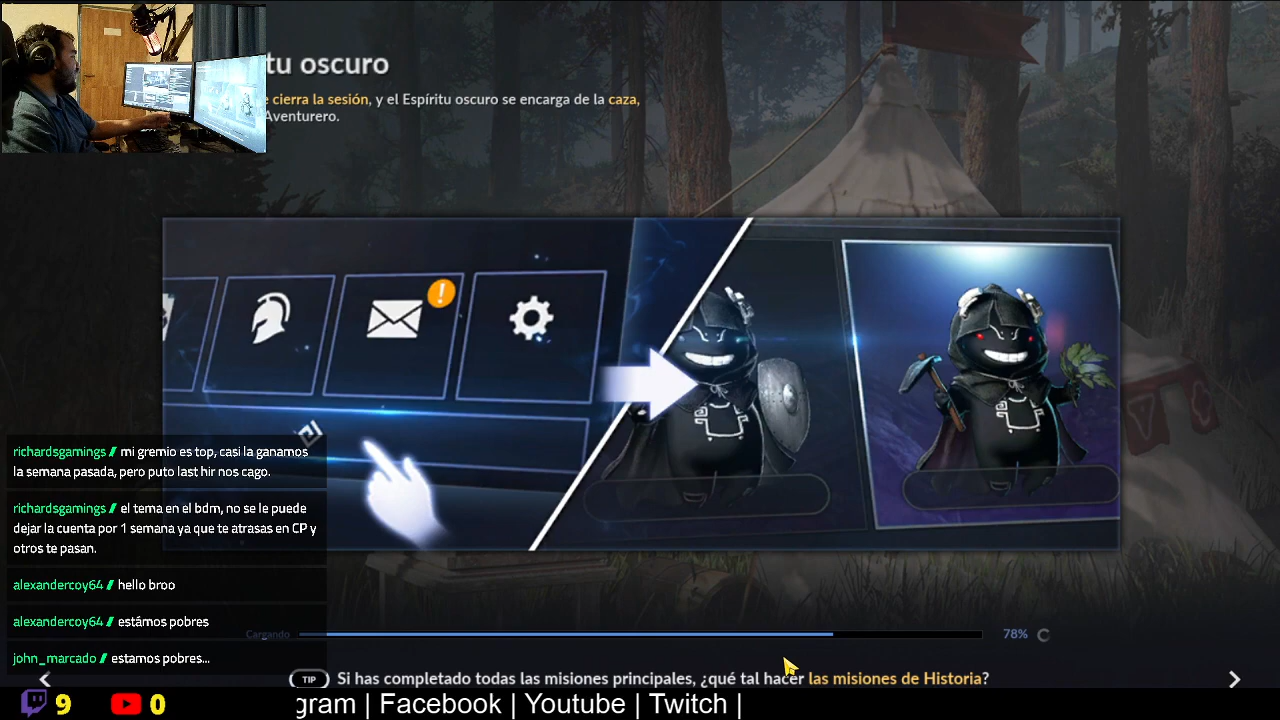 tu oscuro
e cierra la sesión, y el Espíritu oscuro se encarga de la caza,
Aventurero.
richardsgamings // mi gremio es top, casi la ganamos
la semana pasada, pero puto last hir nos cago.
richardsgamings // el tema en el bdm, no se le puede
dejar la cuenta por 1 semana ya que te atrasas en CP y
otros te pasan.
alexandercoy64 // hello broo
alexandercoy64 // estámos pobres
john_marcado // estamos pobres...
Cargando
78%
TIP Si has completado todas las misiones principales, ¿qué tal hacer las misiones de Historia?
9 0 gram | Facebook | Youtube | Twitch |